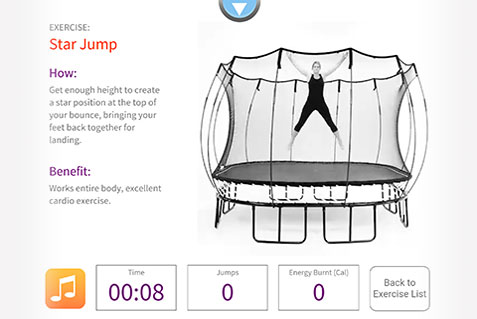 EXERCISE:
Star Jump
How:
Get enough height to create
a star position at the top of
your bounce, bringing your
feet back together for
landing.
Benefit:
Works entire body, excellent
cardio exercise.
Time
00:08
Jumps
0
Energy Burnt (Cal)
0
Back to
Exercise List